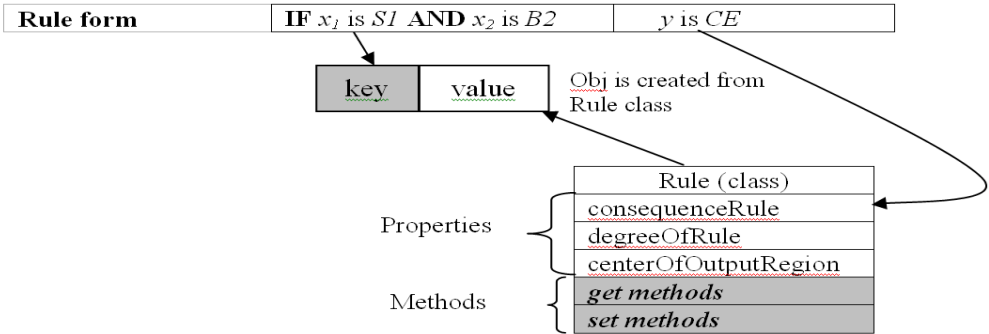 Rule form IF x1 is S1 AND x2 is B2 y is CE
key value
Obj is created from
Rule class
Rule (class)
Properties
consequenceRule
degreeOfRule
centerOfOutputRegion
Methods
get methods
set methods